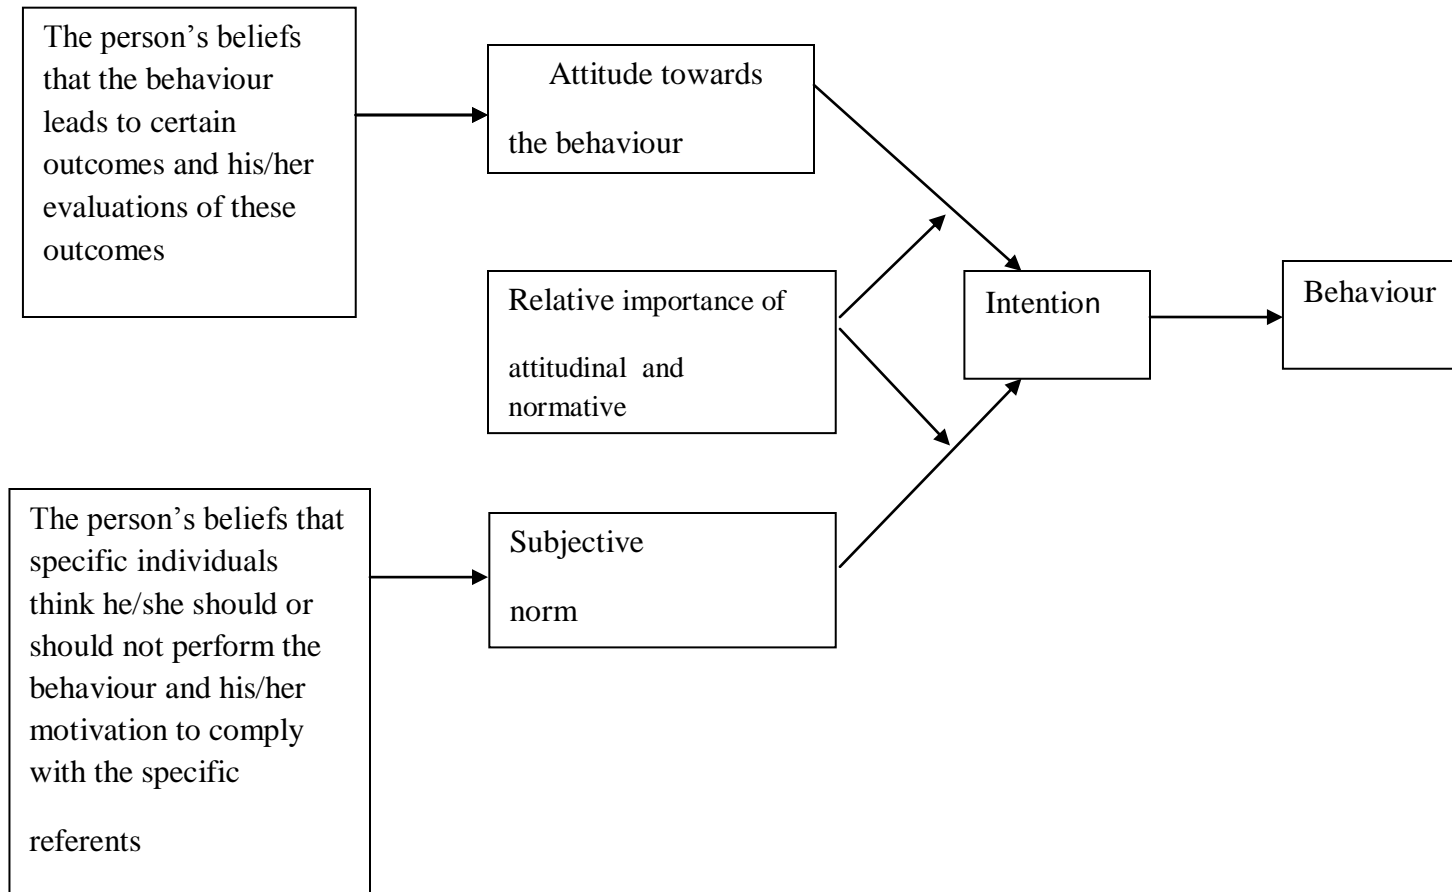 The person’s beliefs
that the behaviour
leads to certain
outcomes and his/her
evaluations of these
outcomes
Attitude towards
the behaviour
Relative importance of
attitudinal and
normative
Intention
Behaviour
The person’s beliefs that
specific individuals
think he/she should or
should not perform the
behaviour and his/her
motivation to comply
with the specific
referents
Subjective
norm